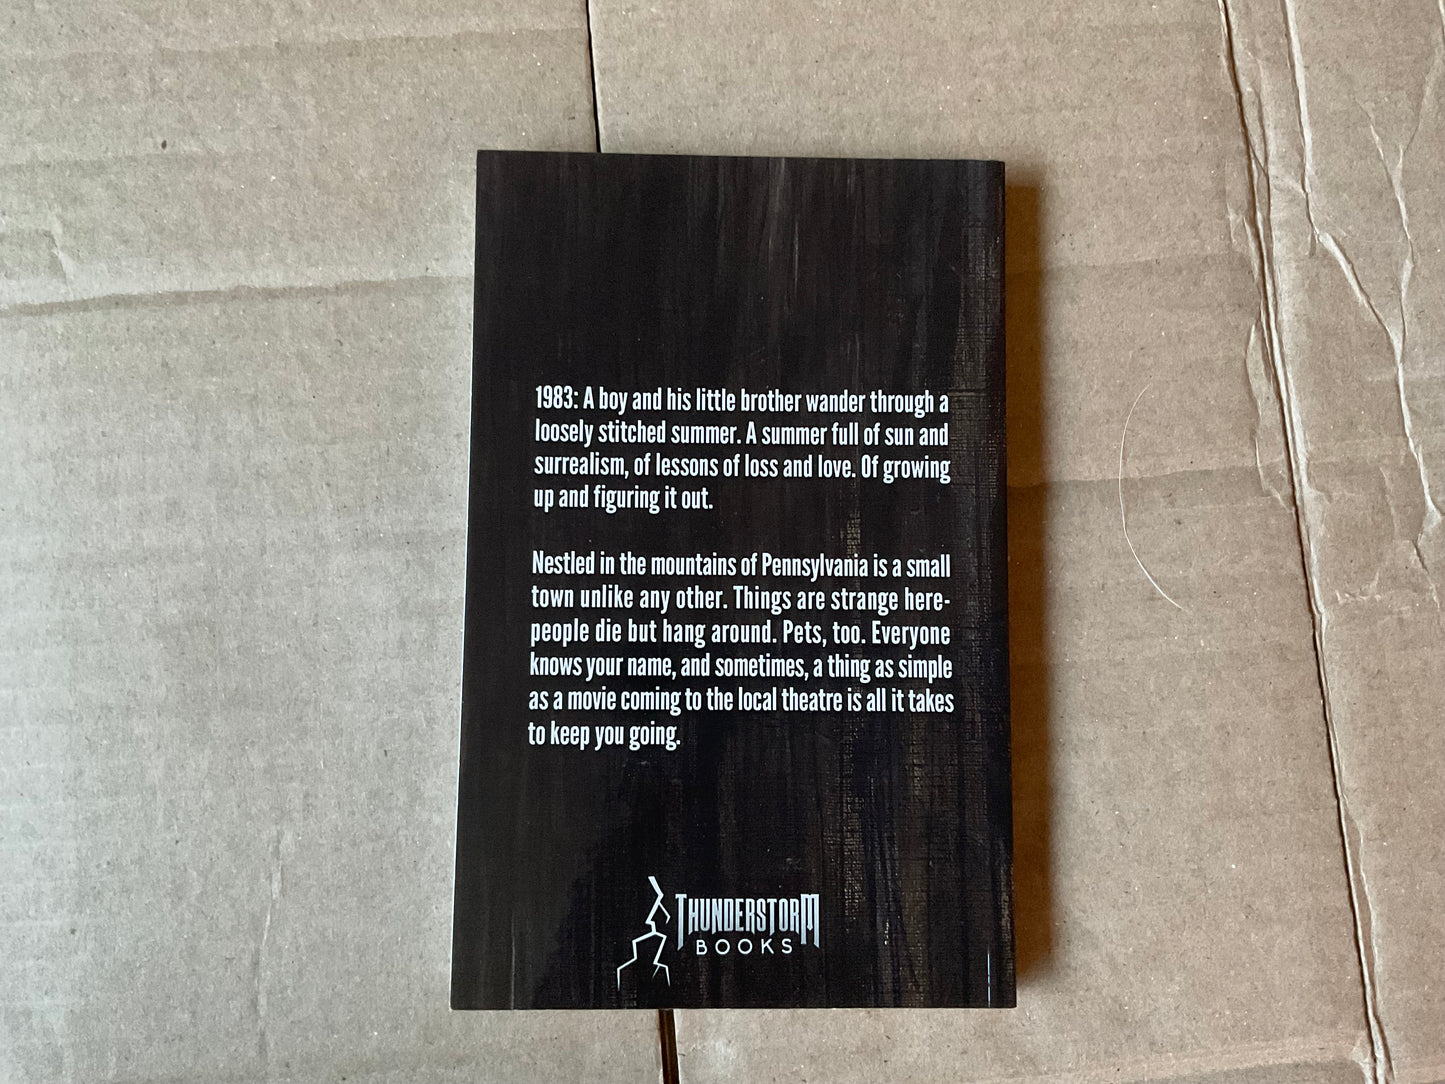 1983: A boy and his little brother wander through a
loosely stitched summer. A summer full of sun and
surrealism, of lessons of loss and love. Of growing
up and figuring it out.
Nestled in the mountains of Pennsylvania is a small
town unlike any other. Things are strange here-
people die but hang around. Pets, too. Everyone
knows your name, and sometimes, a thing as simple
as a movie coming to the local theatre is all it takes
to keep you going.
THUNDERSTORM
BOOKS